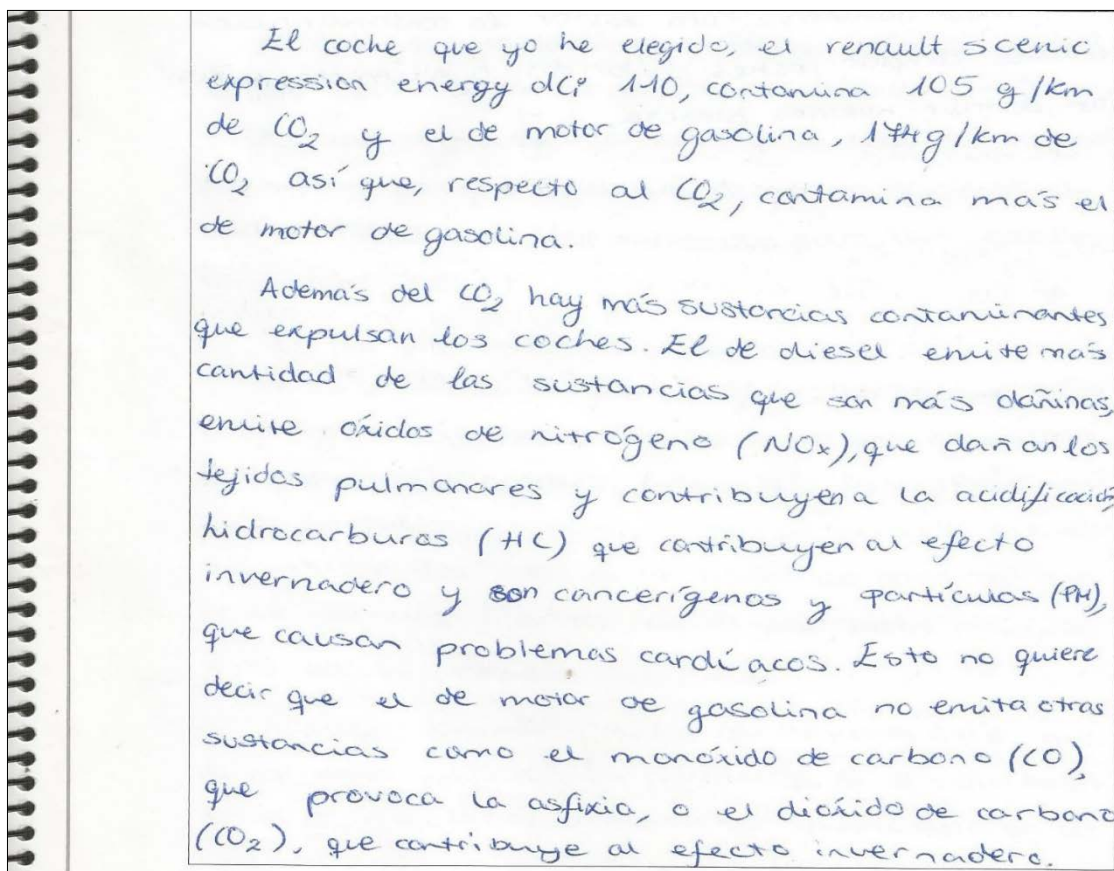 El coche que yo he elegido, el renault scenic
expression energy dCi 110, contamina 105 g/km
de CO2 y el de motor de gasolina, 174g/km de
CO2 así que, respecto al CO2, contamina más el
de motor de gasolina.
Además del CO2 hay más sustancias contaminantes
que expulsan los coches. El de diesel emite más
cantidad de las sustancias que son más dañinas,
emite óxidos de nitrógeno (NOx), que dañan los
tejidos pulmonares y contribuyen a la acidificación,
hidrocarburos (HC) que contribuyen al efecto
invernadero y son cancerígenos y partículas (PM),
que causan problemas cardíacos. Esto no quiere
decir que el de motor de gasolina no emita otras
sustancias como el monóxido de carbono (CO),
que provoca la asfixia, o el dióxido de carbono
(CO2), que contribuye al efecto invernadero.